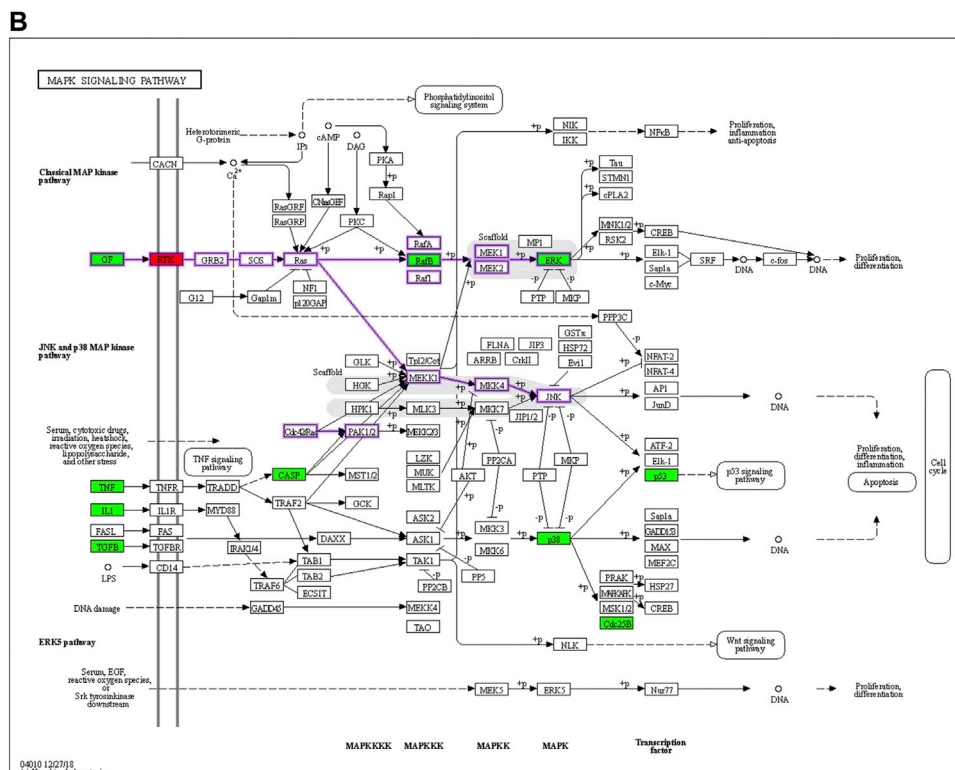 B
MAPK SIGNALING PATHWAY
Phosphatidylinositol
signaling system
Heterotorimeric
G-protein
IP3
cAMP
DAG
PKA
+p
NIK
IKK
+p
NFκB
Proliferation,
inflammation
anti-apoptosis
Classical MAP kinase
pathway
CACN
Ca2+
RasGRF
RasGRP
CNasGEF
PKC
Rap1
Tau
STMN1
cPLA2
+p
+p
GF
RTK
GRB2
SOS
Ras
+p
+p
RafA
RafB
Raf1
+p
+p
Scaffold
MEK1
MEK2
MP1
+p
ERK
MNK1/2
RSK2
+p
CREB
+p
Elk-1
Sap1a
c-Myc
SRF
DNA
c-fos
DNA
Proliferation,
differentiation
G12
Gap1m
NF1
p120GAP
PTP
MKP
PPP3C
JNK and p38 MAP kinase
pathway
Scaffold
GLK
HGK
HPK1
Tpl2/Cot
MEKK1
MLK3
FLNA
JIP3
ARRB
CrkII
GSTπ
HSP72
Evi1
-p
NFAT-2
NFAT-4
MKK4
MKK7
+p
JNK
JIP1/2
+p
AP1
JunD
DNA
Cell
cycle
Cdc42/Rac
PAK1/2
MEKK2/3
Serum, cytotoxic drugs,
irradiation, heatshock,
reactive oxygen species,
lipopolysaccharide,
and other stress
TNF signaling
pathway
LZK
MUK
MLTK
PP2CA
AKT
MKP
PTP
-p
-p
ATF-2
Elk-1
+p
p53
p53 signaling
pathway
Proliferation,
differentiation,
inflammation
Apoptosis
TNF
TNFR
TRADD
CASP
MST1/2
IL1
IL1R
MYD88
TRAF2
GCK
FASL
FAS
IRAK1/4
DAXX
ASK2
ASK1
+p
MKK3
MKK6
+p
p38
+p
Sap1a
GADD153
MAX
MEF2C
DNA
TGFB
TGFBR
LPS
CD14
TAB1
TAB2
TRAF6
ECSIT
TAK1
-p
PP2CB
PP5
-p
PRAK
MAPKAPK
MSK1/2
Cdc25B
+p
HSP27
CREB
DNA damage
GADD45
MEKK4
TAO
ERK5 pathway
+p
NLK
Wnt signaling
pathway
Serum, EGF,
reactive oxygen species,
or
Srk tyrosinkinase
downstream
MEK5
+p
ERK5
+p
Nur77
DNA
Proliferation,
differentiation
MAPKKKK
MAPKKK
MAPKK
MAPK
Transcription
factor
04010 12/27/18